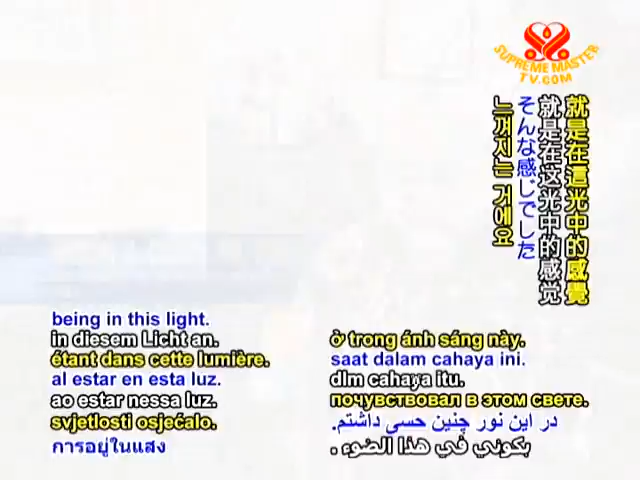 SUPREME MASTER
TV.COM
就是在這光中的感覺
就是在这光中的感觉
そんな感じでした
느껴지는 거예요
being in this light.
in diesem Licht an.
étant dans cette lumière.
al estar en esta luz.
ao estar nessa luz.
svjetlosti osjećalo.
การอยู่ในแสง
ở trong ánh sáng này.
saat dalam cahaya ini.
dlm cahaya itu.
почувствовал в этом свете.
در این نور چنین حسی داشتم.
بكوني في هذا الضوء .